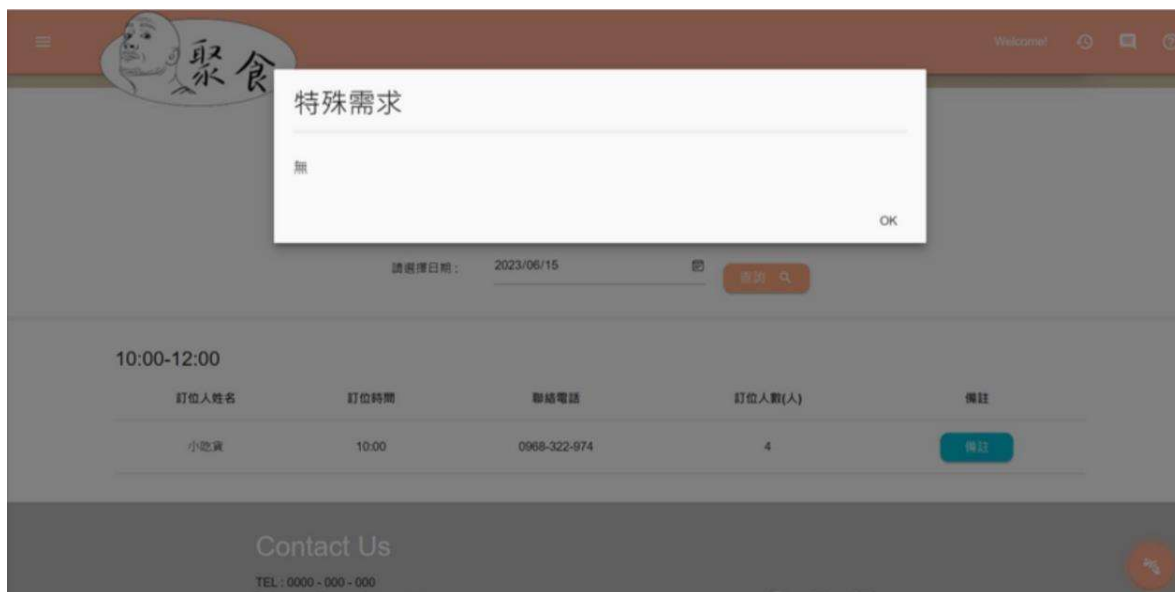 聚食
Welcome!
特殊需求
無
OK
請選擇日期 :
2023/06/15
查詢
10:00-12:00
訂位人姓名 訂位時間 聯絡電話 訂位人數(人) 備註
小吃貨 10:00 0968-322-974 4 備註
Contact Us
TEL : 0000 - 000 - 000